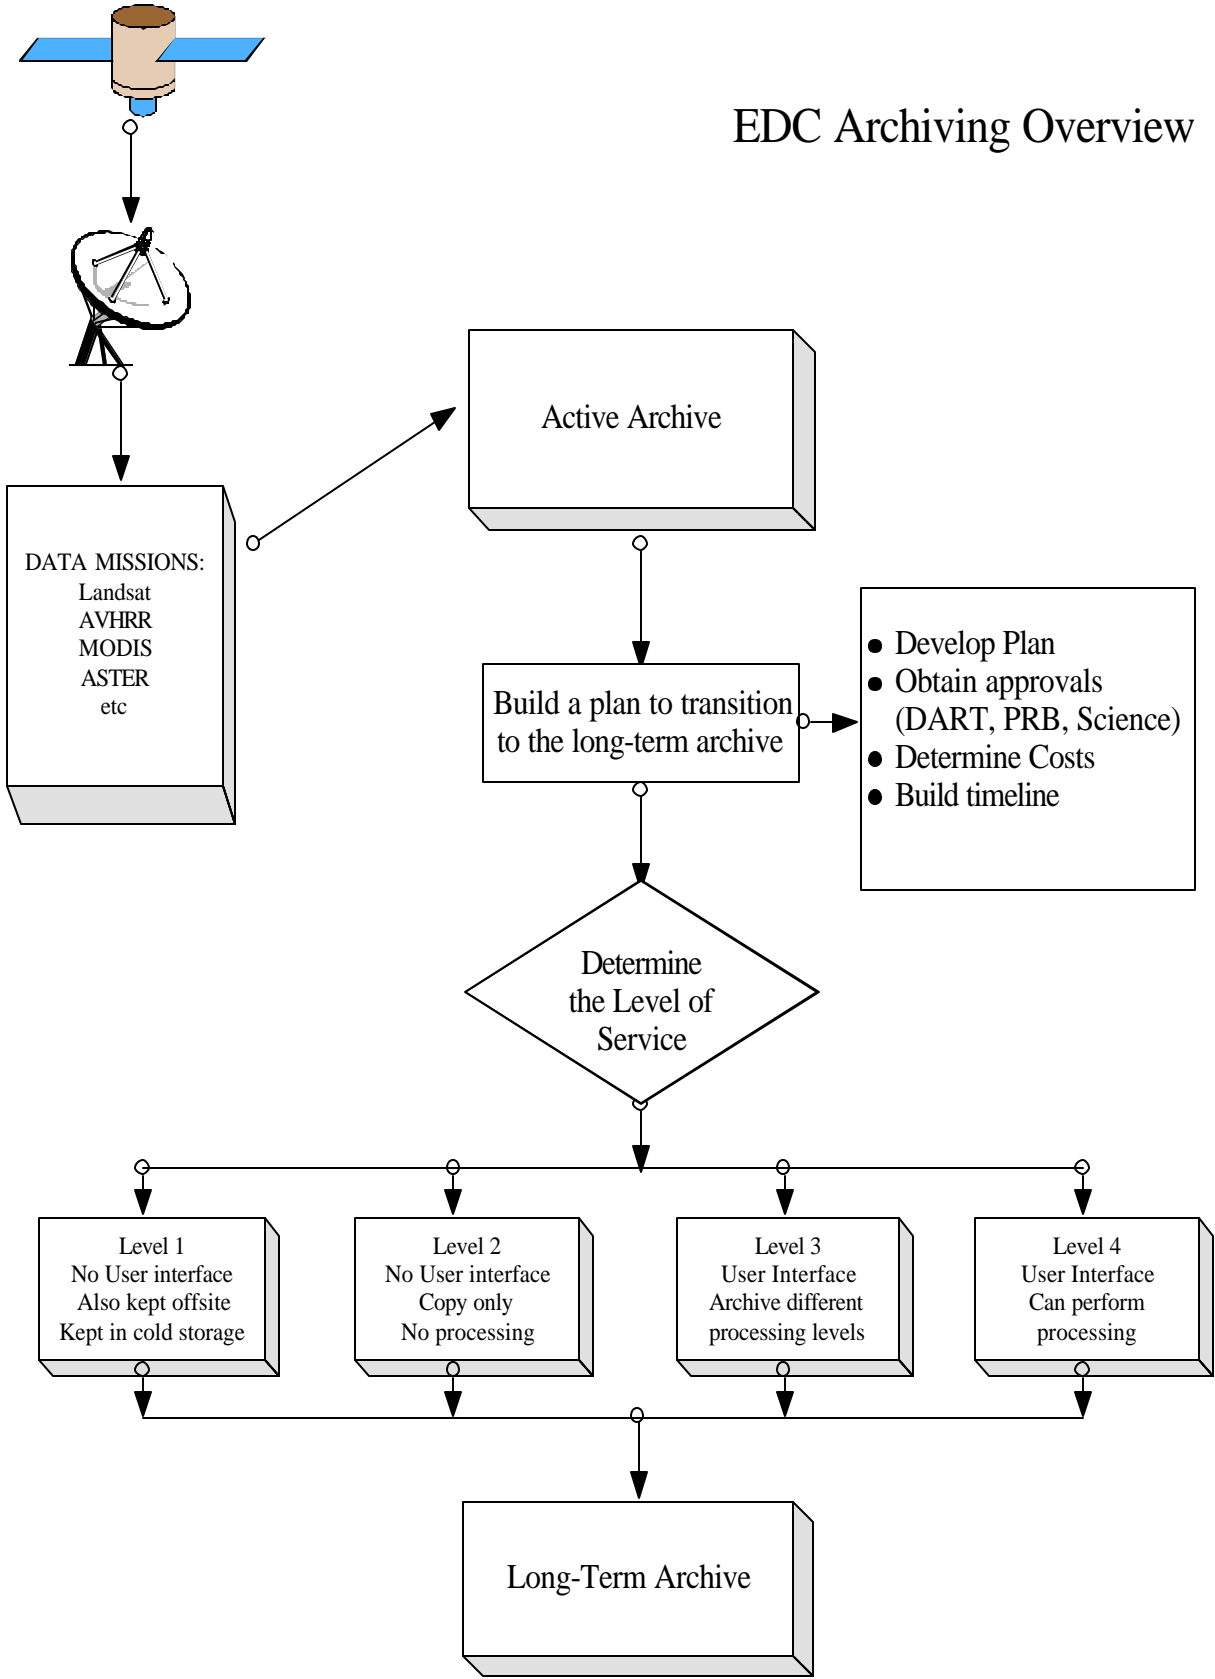 EDC Archiving Overview
Active Archive
DATA MISSIONS:
Landsat
AVHRR
MODIS
ASTER
etc
Build a plan to transition
to the long-term archive
● Develop Plan
● Obtain approvals
(DART, PRB, Science)
● Determine Costs
● Build timeline
Determine
the Level of
Service
Level 1
No User interface
Also kept offsite
Kept in cold storage
Level 2
No User interface
Copy only
No processing
Level 3
User Interface
Archive different
processing levels
Level 4
User Interface
Can perform
processing
Long-Term Archive